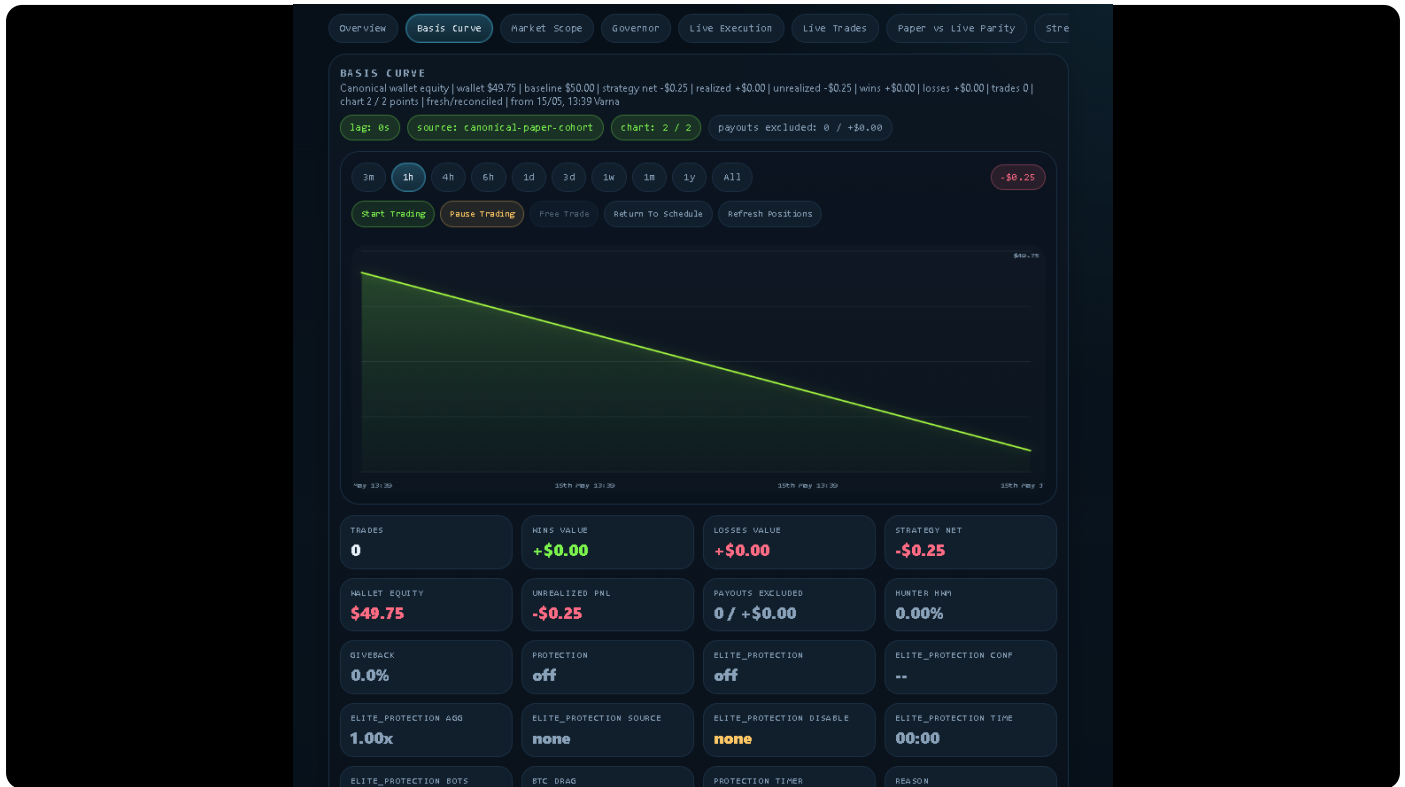 Overview Basis Curve Market Scope Governor Live Execution Live Trades Paper vs Live Parity Stre
BASIS CURVE
Canonical wallet equity | wallet $49.75 | baseline $50.00 | strategy net -$0.25 | realized +$0.00 | unrealized -$0.25 | wins +$0.00 | losses +$0.00 | trades 0 |
chart 2 / 2 points | fresh/reconciled | from 15/05, 13:39 Varna
lag: 0s source: canonical-paper-cohort chart: 2 / 2 payouts excluded: 0 / +$0.00
3m 1h 4h 6h 1d 3d 1w 1m 1y All -$0.25
Start Trading Pause Trading Free Trade Return To Schedule Refresh Positions
$49.75
May 13:39 15th May 13:39 15th May 13:39 15th May 1
TRADES WINS VALUE LOSSES VALUE STRATEGY NET
0 +$0.00 +$0.00 -$0.25
WALLET EQUITY UNREALIZED PNL PAYOUTS EXCLUDED HUNTER HWM
$49.75 -$0.25 0 / +$0.00 0.00%
GIVEBACK PROTECTION ELITE_PROTECTION ELITE_PROTECTION CONF
0.0% off off --
ELITE_PROTECTION AGG ELITE_PROTECTION SOURCE ELITE_PROTECTION DISABLE ELITE_PROTECTION TIME
1.00x none none 00:00
ELITE_PROTECTION BOTS BTC DRAG PROTECTION TIMER REASON